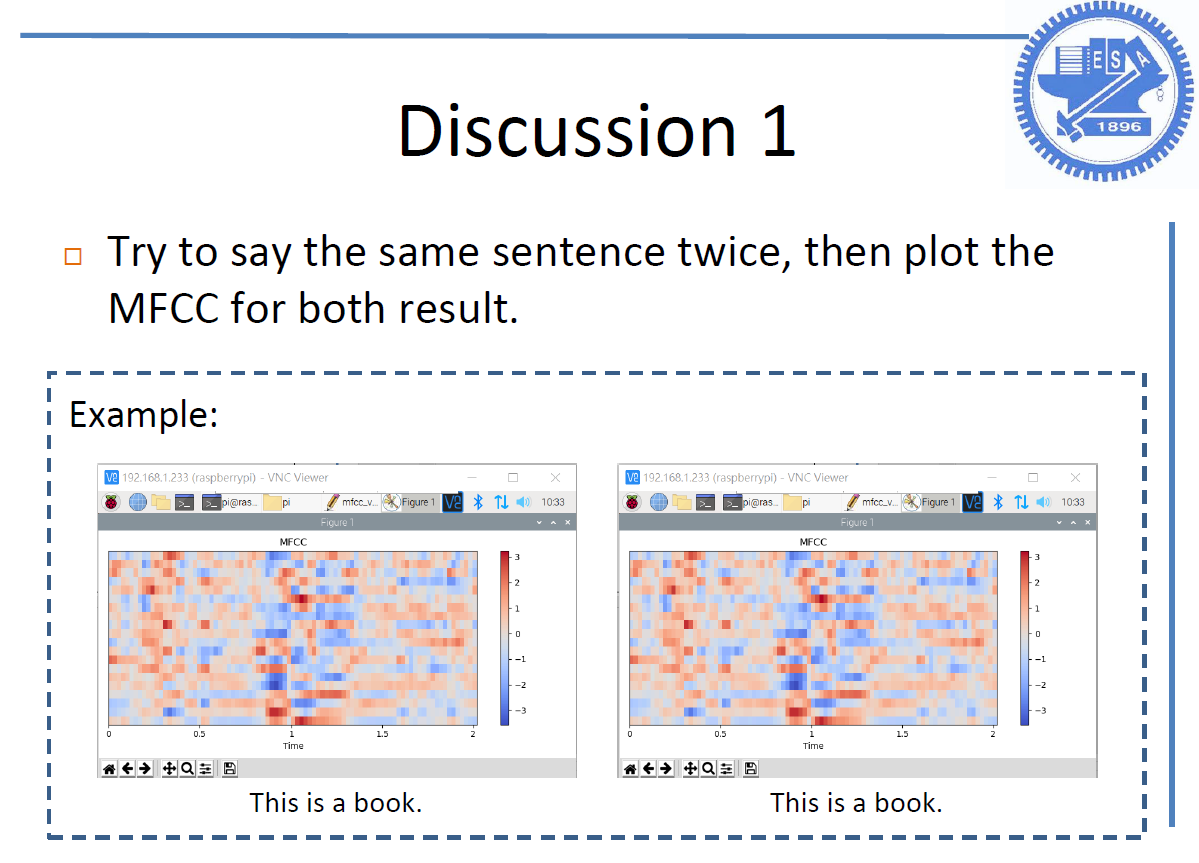 E S A
1896
Discussion 1
Try to say the same sentence twice, then plot the
MFCC for both result.
Example:
192.168.1.233 (raspberrypi) - VNC Viewer
pi@ras... pi mfcc_v... Figure 1 10:33
Figure 1
MFCC
3
2
1
0
−1
−2
−3
0 0.5 1 1.5 2
Time
This is a book.
192.168.1.233 (raspberrypi) - VNC Viewer
pi@ras... pi mfcc_v... Figure 1 10:33
Figure 1
MFCC
3
2
1
0
−1
−2
−3
0 0.5 1 1.5 2
Time
This is a book.